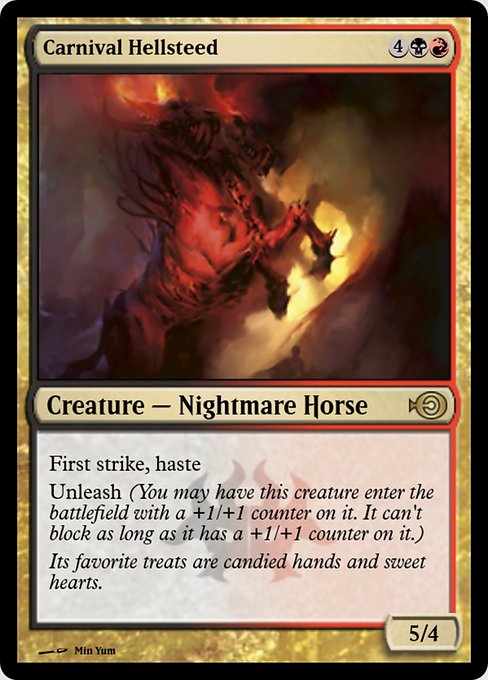 Carnival Hellsteed 4
Creature — Nightmare Horse
First strike, haste
Unleash (You may have this creature enter the
battlefield with a +1/+1 counter on it. It can't
block as long as it has a +1/+1 counter on it.)
Its favorite treats are candied hands and sweet
hearts.
5/4
Min Yum